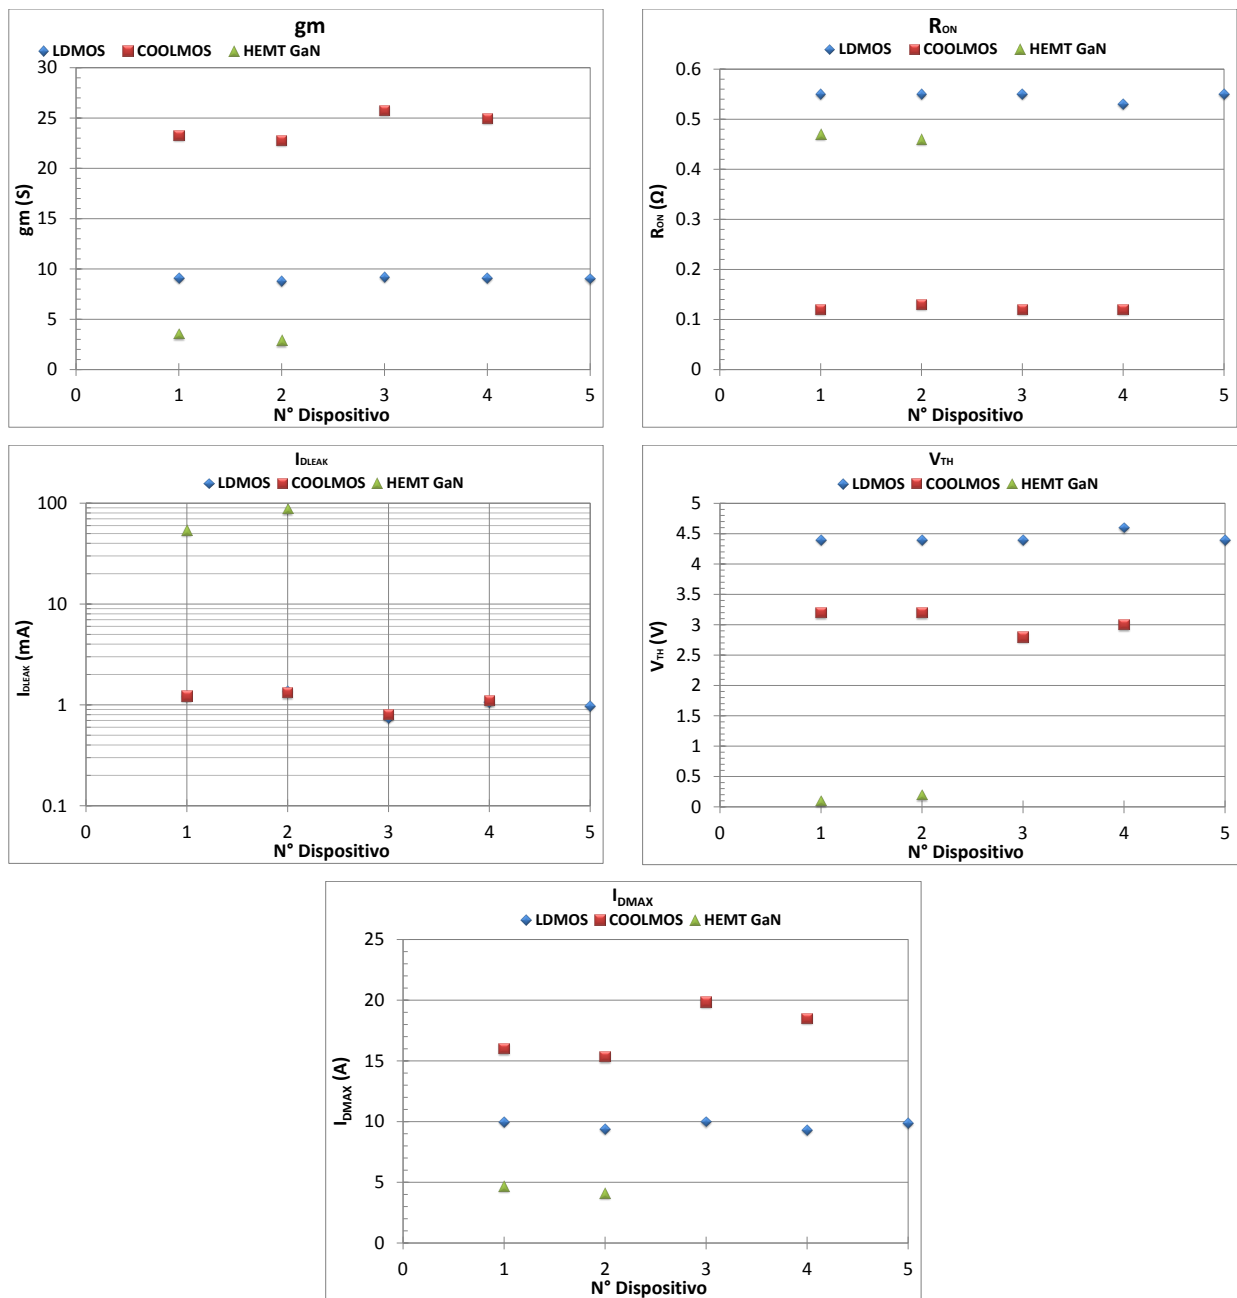 gm
LDMOS COOLMOS HEMT GaN
30
25
20
15
10
5
0
0 1 2 3 4 5
gm (S)
N° Dispositivo
RON
LDMOS COOLMOS HEMT GaN
0.6
0.5
0.4
0.3
0.2
0.1
0
0 1 2 3 4 5
RON (Ω)
N° Dispositivo
IDLEAK
LDMOS COOLMOS HEMT GaN
100
10
1
0.1
0 1 2 3 4 5
IDLEAK (mA)
N° Dispositivo
VTH
LDMOS COOLMOS HEMT GaN
5
4.5
4
3.5
3
2.5
2
1.5
1
0.5
0
0 1 2 3 4 5
VTH (V)
N° Dispositivo
IDMAX
LDMOS COOLMOS HEMT GaN
25
20
15
10
5
0
0 1 2 3 4 5
IDMAX (A)
N° Dispositivo